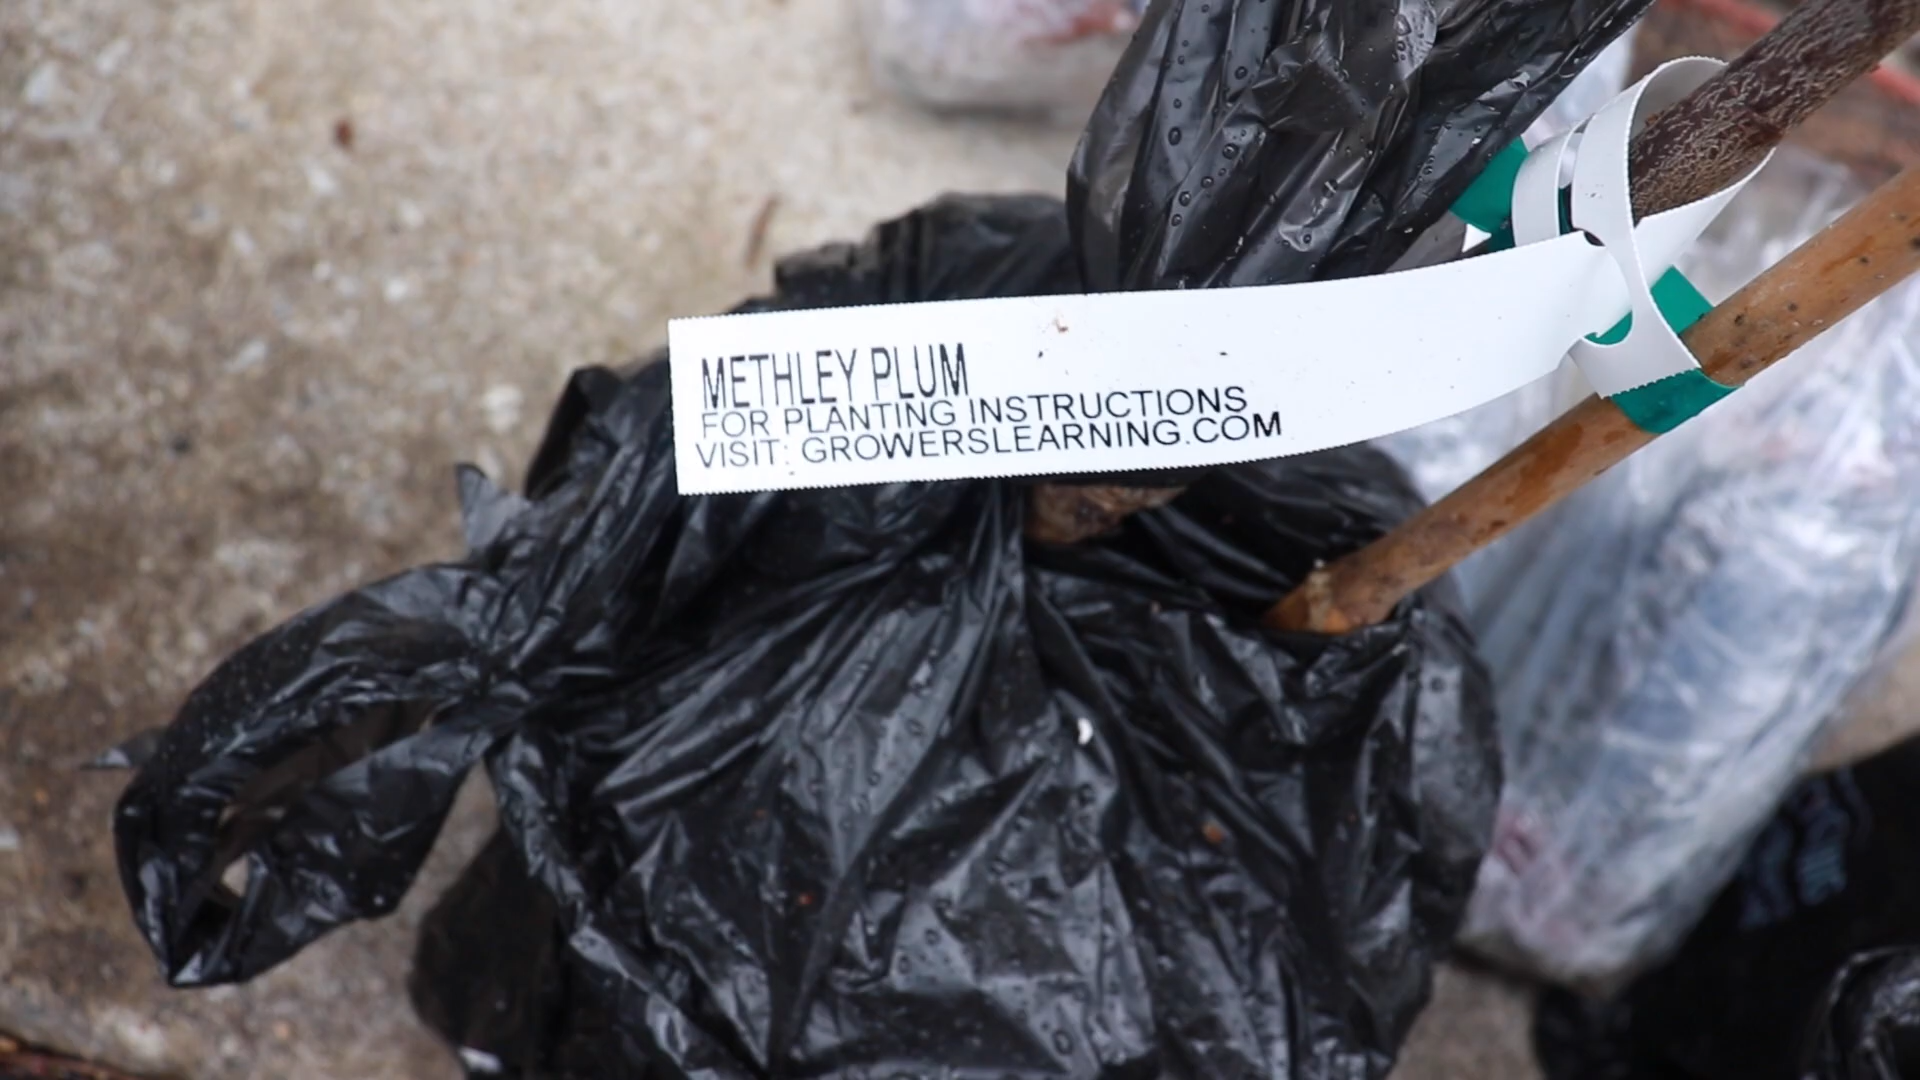 METHLEY PLUM
FOR PLANTING INSTRUCTIONS
VISIT: GROWERSLEARNING.COM